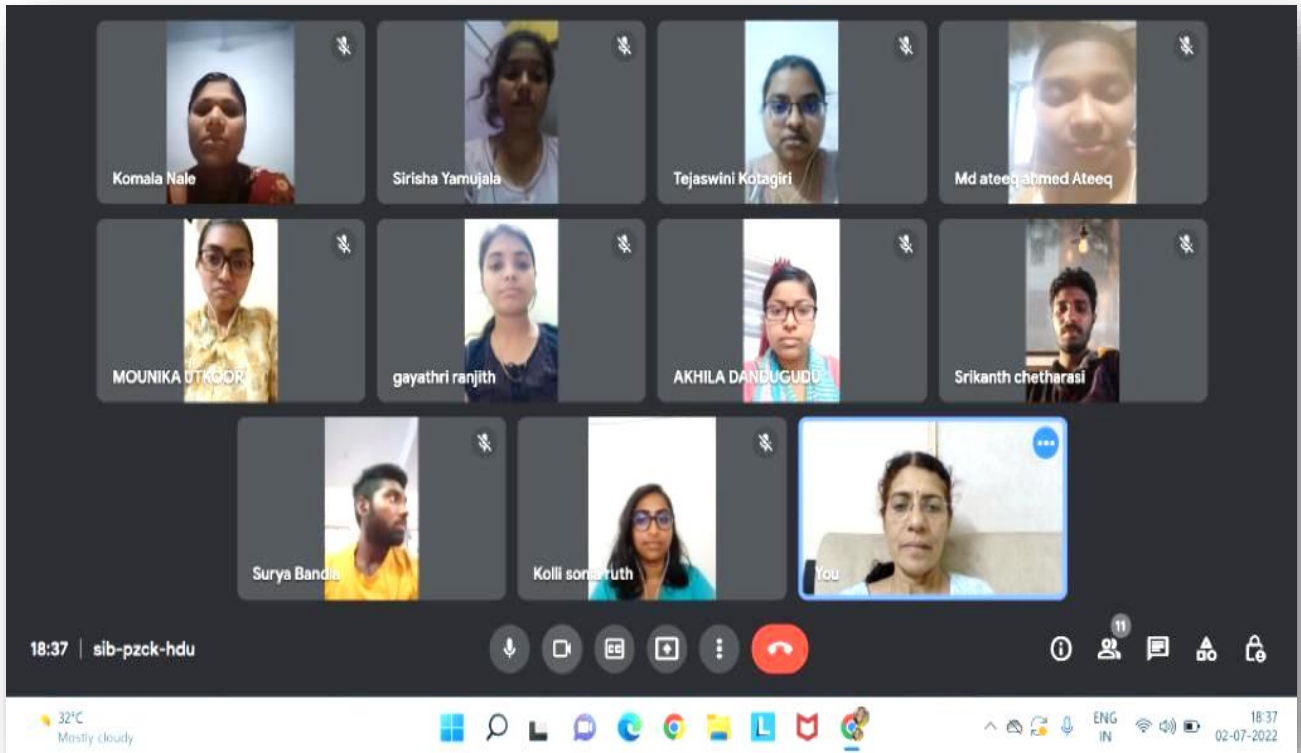 Komala Nale
Sirisha Yamujala
Tejaswini Kotagiri
Md ateeq ahmed Ateeq
MOUNIKA UTKOOR
gayathri ranjith
AKHILA DANDUGUDU
Srikanth chetharasi
Surya Bandla
Kolli sonia ruth
You
18:37 | sib-pzck-hdu
CC
11
32°C
Mostly cloudy
L
ENG
IN
18:37
02-07-2022